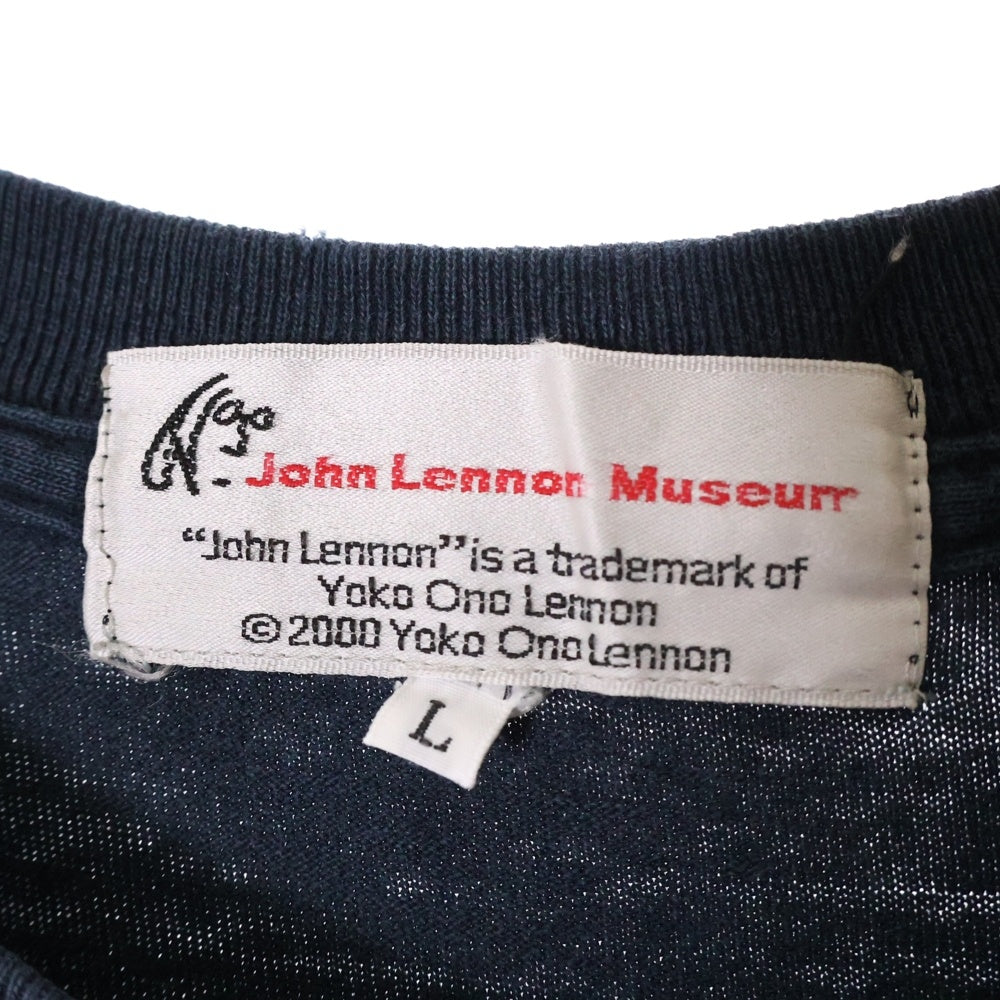 John Lennon Museum
“John Lennon” is a trademark of
Yoko Ono Lennon
© 2000 Yoko Ono Lennon
L